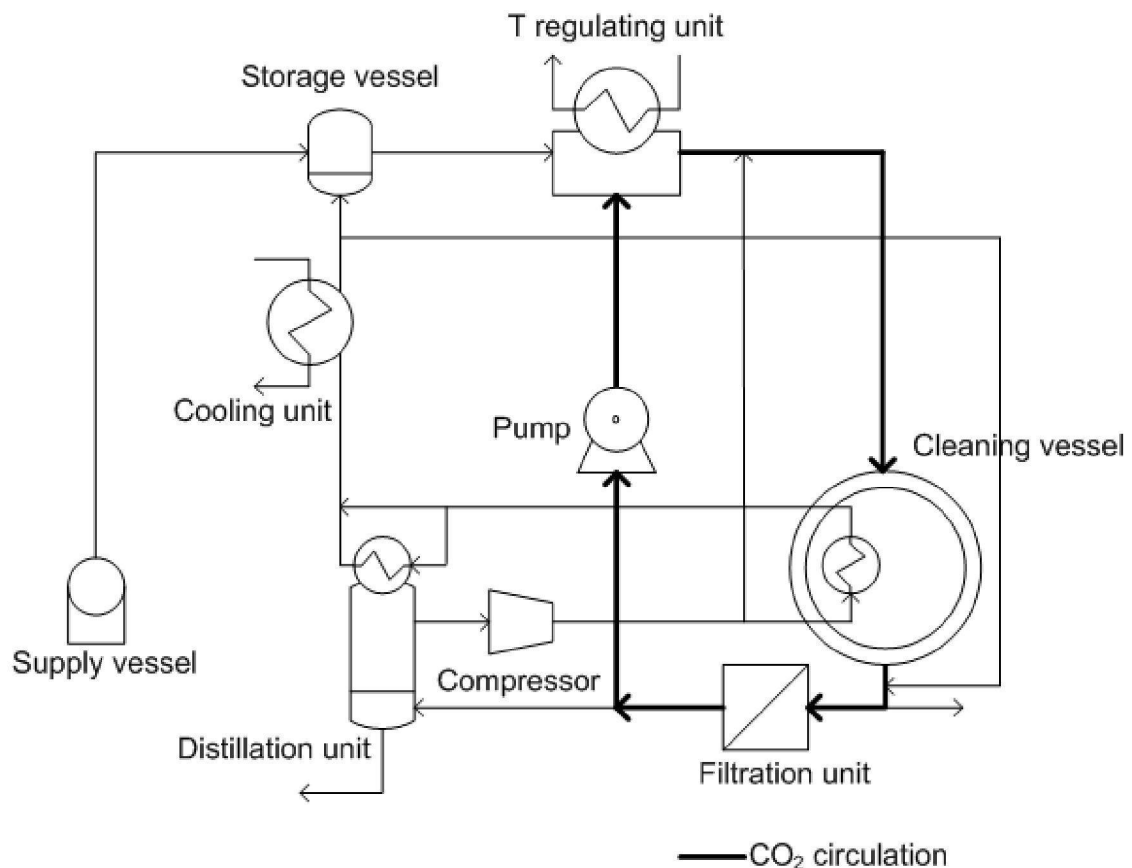 T regulating unit
Storage vessel
Cooling unit
Pump
Cleaning vessel
Supply vessel
Compressor
Distillation unit
Filtration unit
CO₂ circulation